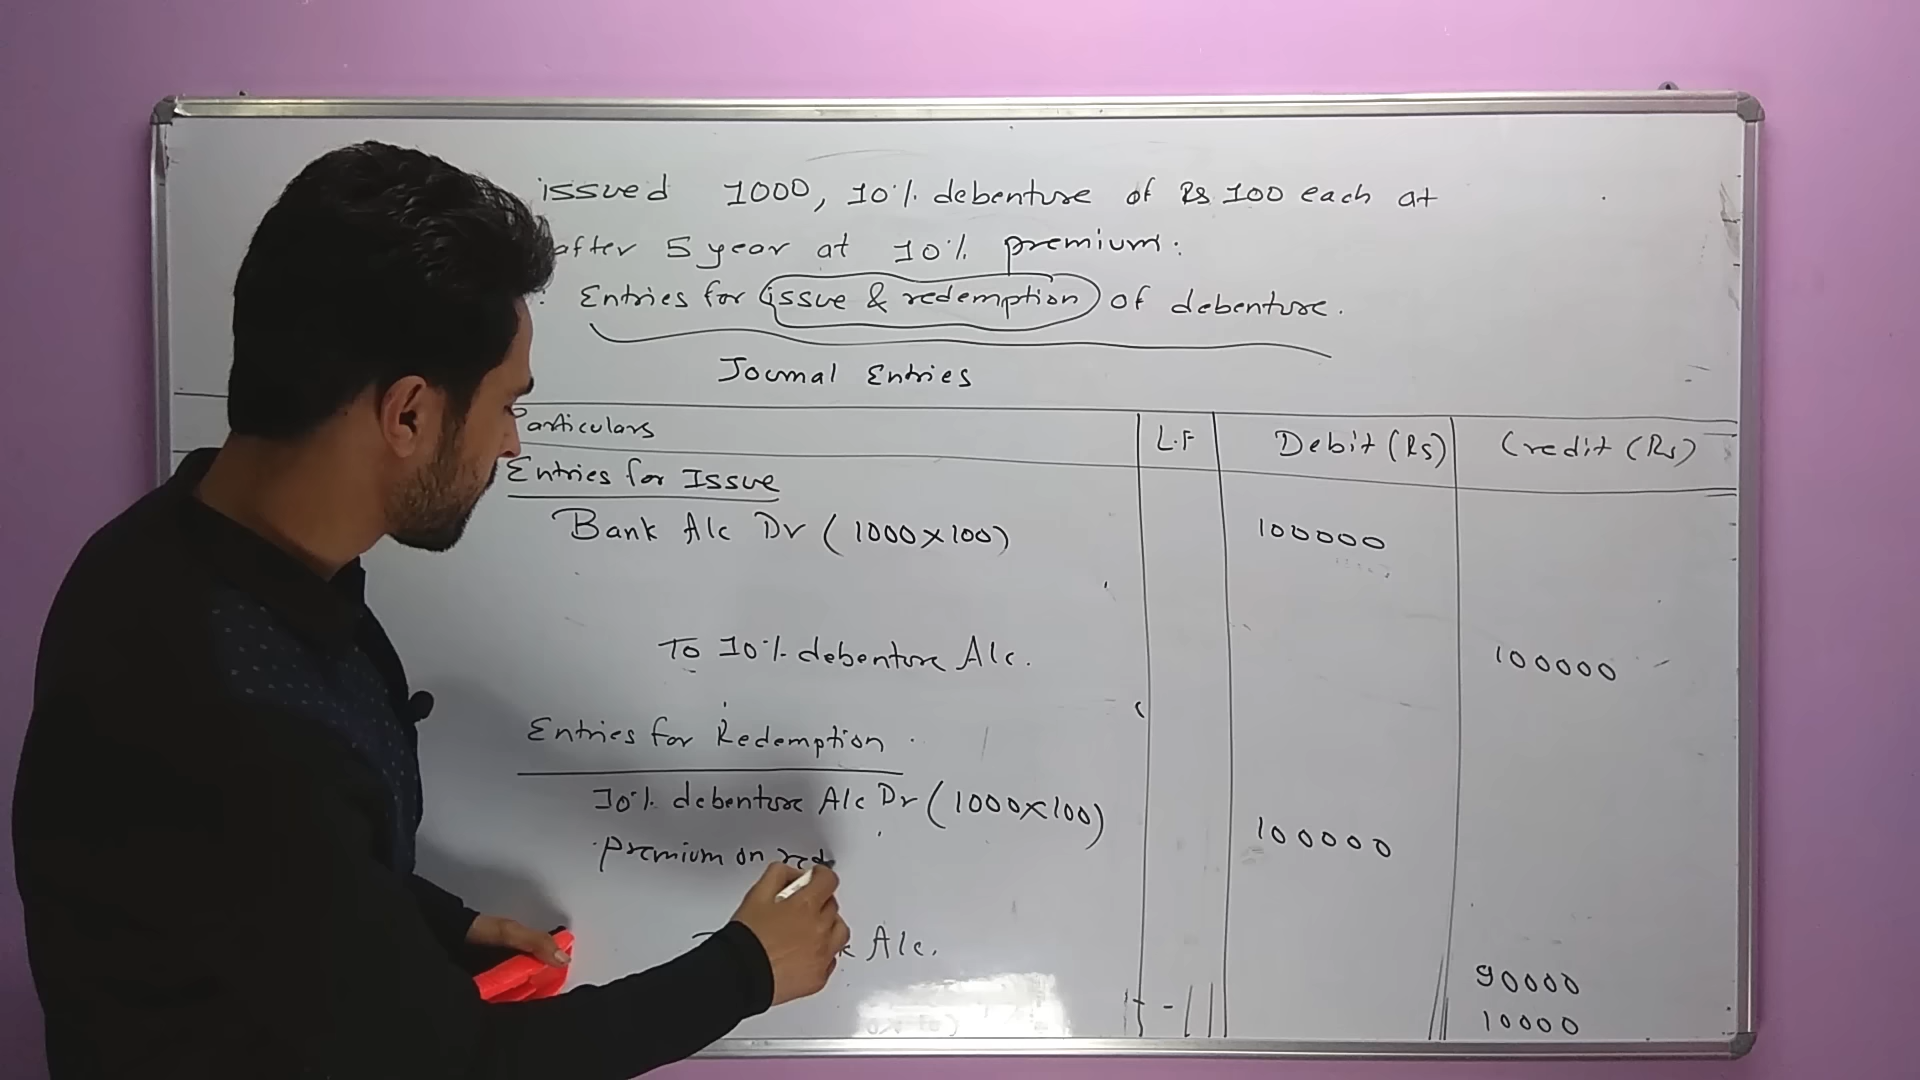 issued 1000, 10% debenture of Rs 100 each at
after 5 year at 10% premium.
: Entries for issue & redemption of debenture.
Journal Entries
Particulars L.F Debit (Rs) Credit (Rs)
Entries for Issue
Bank A/c Dr (1000x100) 100000
To 10% debenture A/c. 100000
Entries for Redemption
10% debenture A/c Dr (1000x100) 100000
premium on red
A/c.
90000
10000